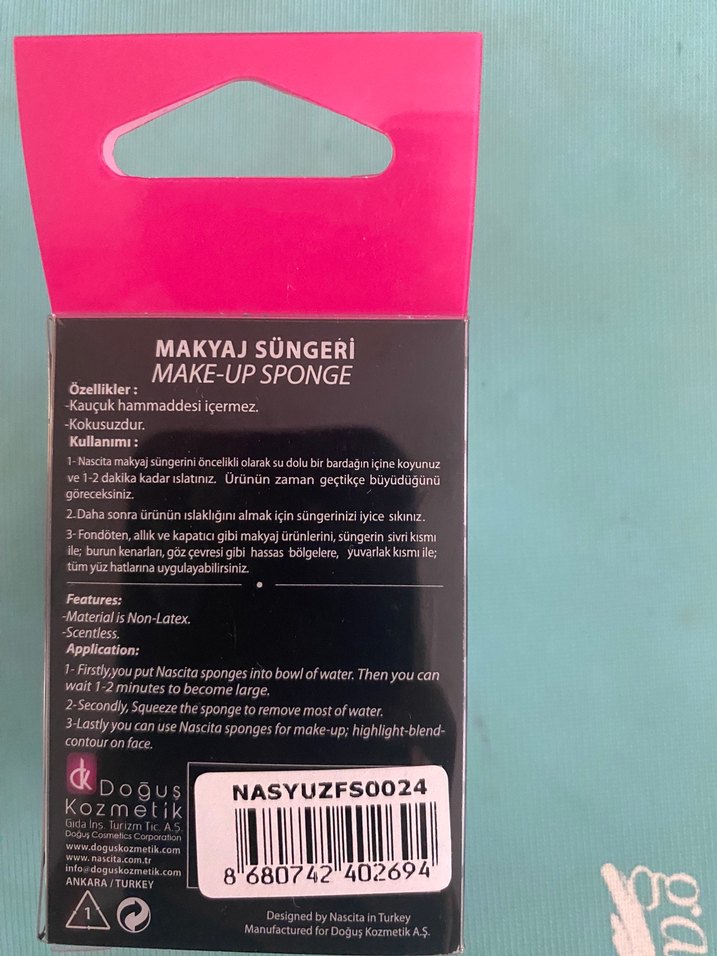 MAKYAJ SÜNGERİ
MAKE-UP SPONGE
Özellikler :
-Kauçuk hammaddesi içermez.
-Kokusuzdur.
Kullanımı :
1- Nascita makyaj süngerini öncelikli olarak su dolu bir bardağın içine koyunuz
ve 1-2 dakika kadar ıslatınız. Ürünün zaman geçtikçe büyüdüğünü
göreceksiniz.
2.Daha sonra ürünün ıslaklığını almak için süngerinizi iyice sıkınız.
3- Fondöten, allık ve kapatıcı gibi makyaj ürünlerini, süngerin sivri kısmı
ile; burun kenarları, göz çevresi gibi hassas bölgelere, yuvarlak kısmı ile;
tüm yüz hatlarına uygulayabilirsiniz.
Features:
-Material is Non-Latex.
-Scentless.
Application:
1- Firstly,you put Nascita sponges into bowl of water. Then you can
wait 1-2 minutes to become large.
2-Secondly, Squeeze the sponge to remove most of water.
3-Lastly you can use Nascita sponges for make-up; highlight-blend-
contour on face.
dk Doğuş
Kozmetik
Gıda İnş. Turizm Tic. A.Ş.
Doğuş Cosmetics Corporation
www.doguskozmetik.com
www. nascita.com.tr
info@doguskozmetik.com
ANKARA / TURKEY
NASYUZFS0024
8 680742 402694
1
Designed by Nascita in Turkey
Manufactured for Doğuş Kozmetik A.Ş.
ga